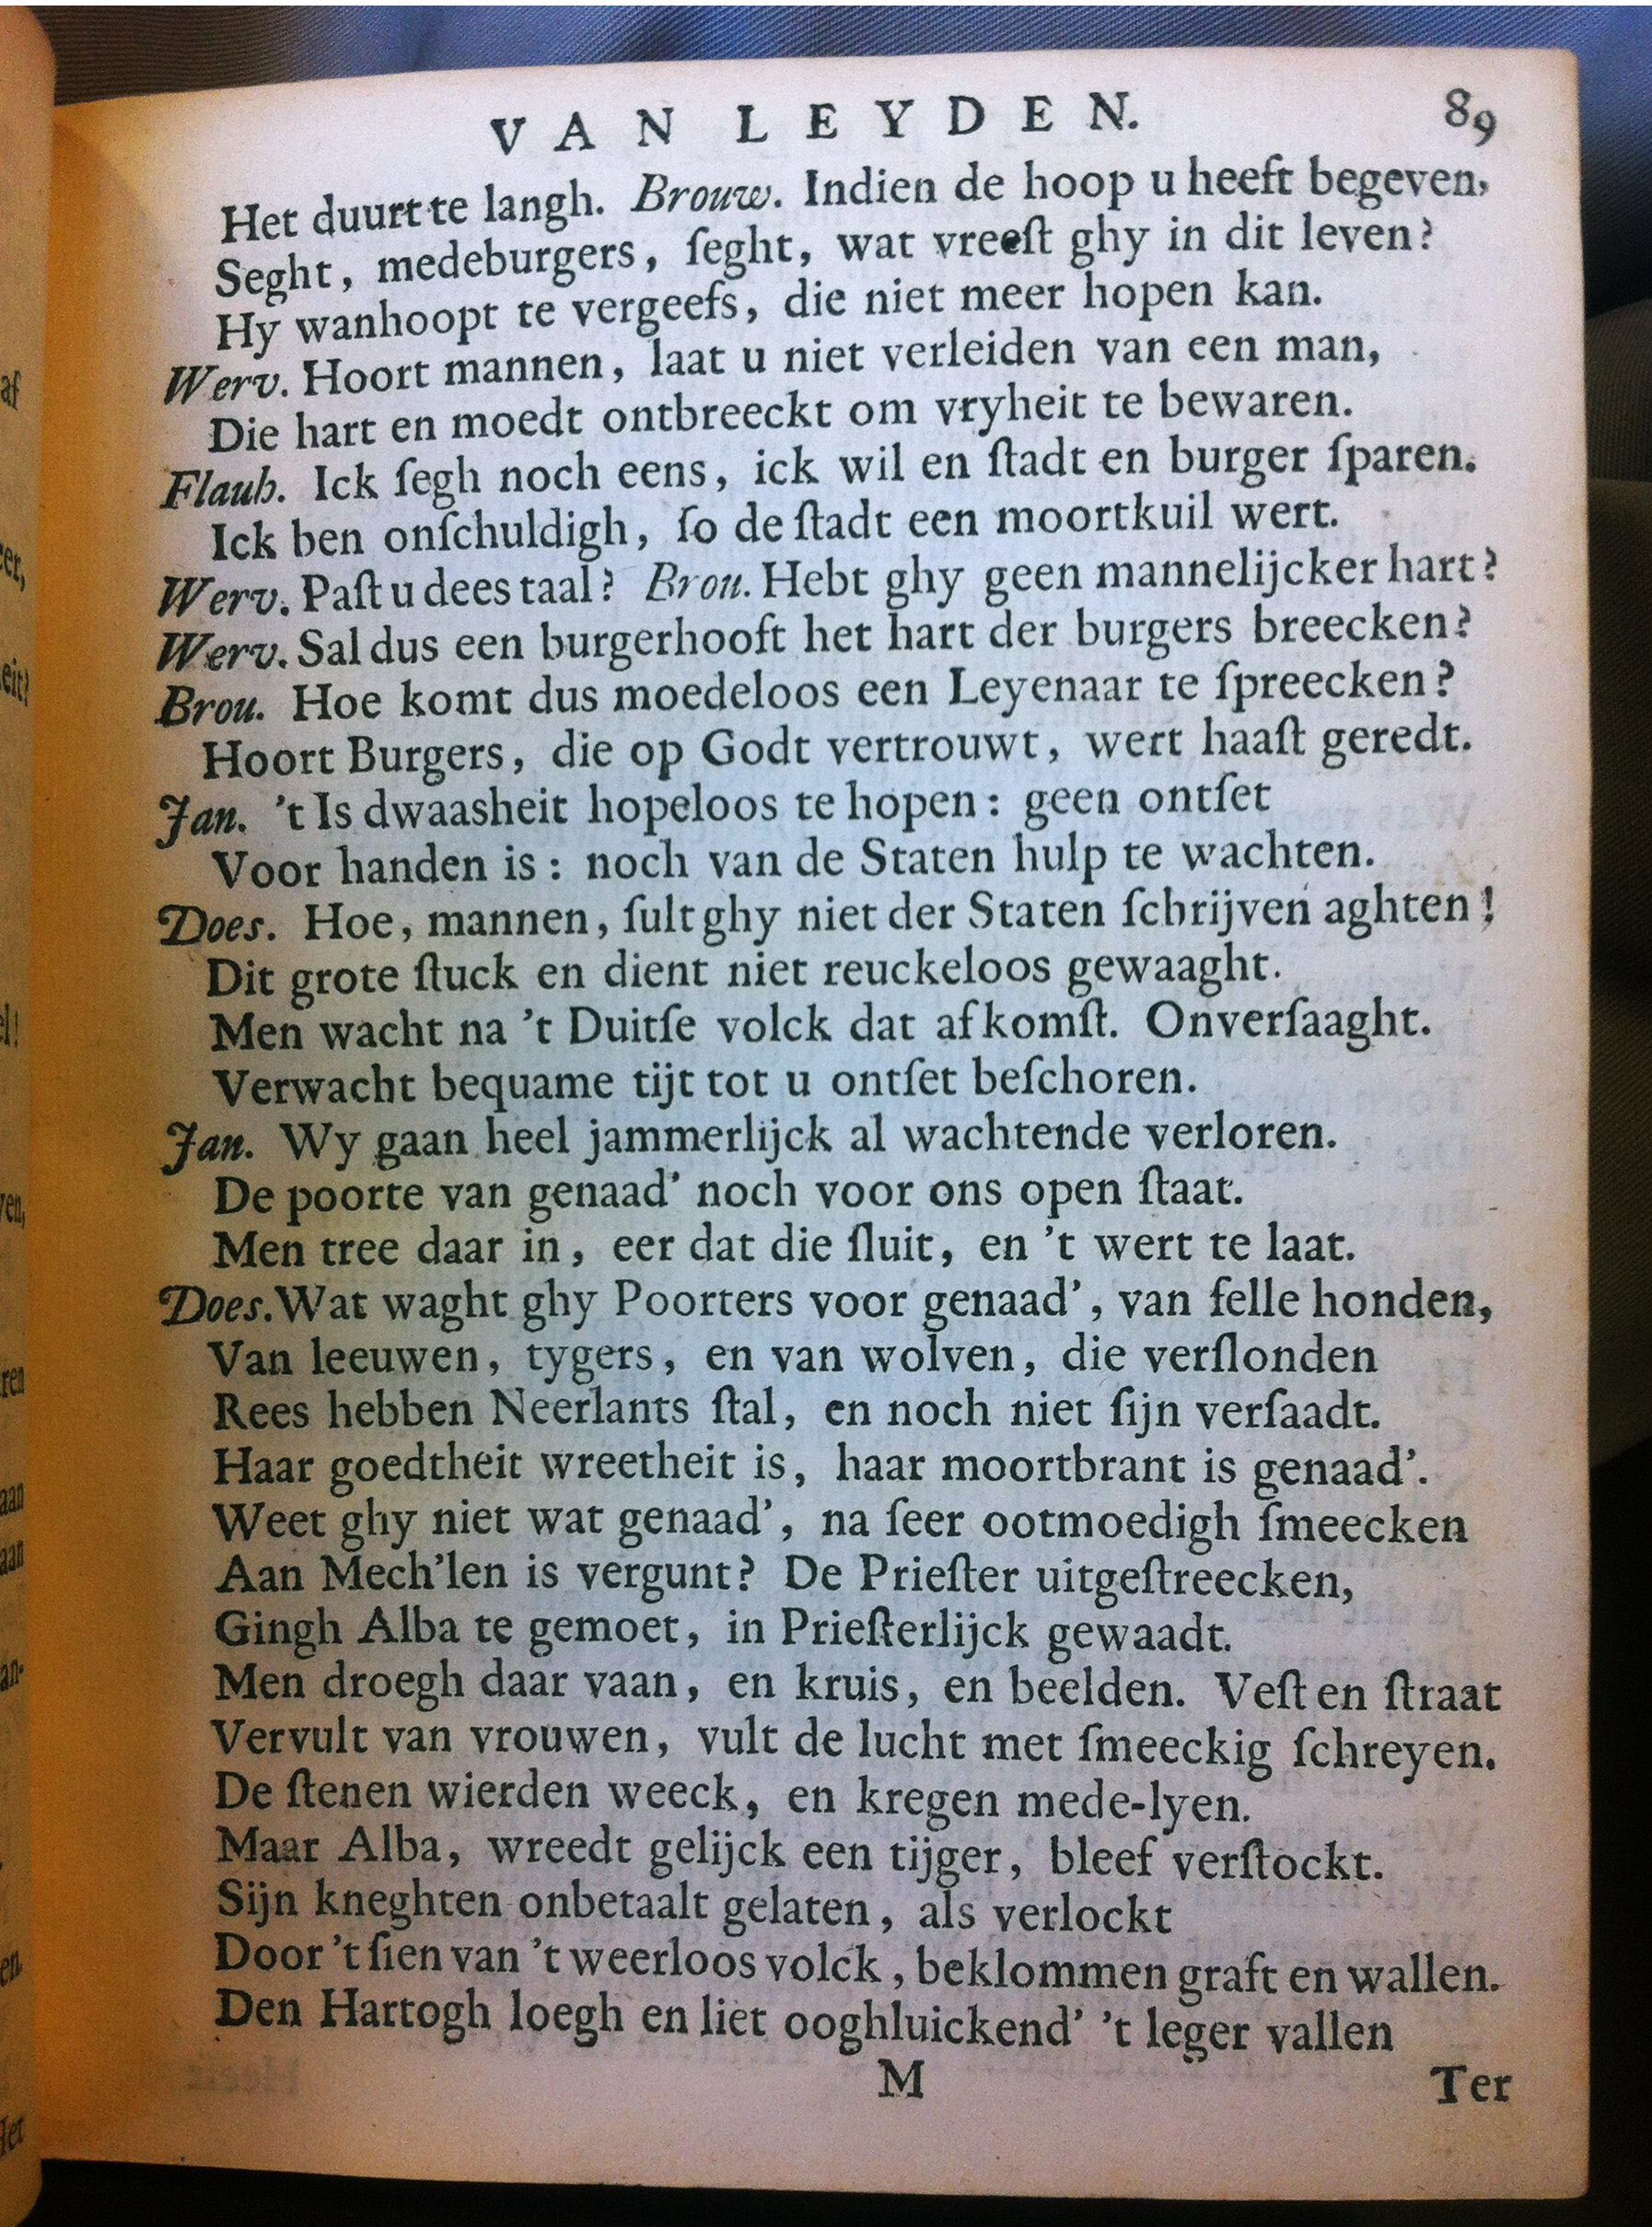 VAN LEYDEN. 89
Het duurt te langh. Brouw. Indien de hoop u heeft begeven,
Seght, medeburgers, ſeght, wat vreeſt ghy in dit leven?
Hy wanhoopt te vergeefs, die niet meer hopen kan.
Werv. Hoort mannen, laat u niet verleiden van een man,
Die hart en moedt ontbreeckt om vryheit te bewaren.
Flauh. Ick ſegh noch eens, ick wil en ſtadt en burger ſparen.
Ick ben onſchuldigh, ſo de ſtadt een moortkuil wert.
Werv. Paſt u dees taal? Brou. Hebt ghy geen mannelijcker hart?
Werv. Sal dus een burgerhooft het hart der burgers breecken?
Brou. Hoe komt dus moedeloos een Leyenaar te ſpreecken?
Hoort Burgers, die op Godt vertrouwt, wert haaſt geredt.
Jan. 't Is dwaasheit hopeloos te hopen: geen ontſet
Voor handen is: noch van de Staten hulp te wachten.
Does. Hoe, mannen, ſult ghy niet der Staten ſchrijven aghten!
Dit grote ſtuck en dient niet reuckeloos gewaaght.
Men wacht na 't Duitſe volck dat af komſt. Onverſaaght.
Verwacht bequame tijt tot u ontſet beſchoren.
Jan. Wy gaan heel jammerlijck al wachtende verloren.
De poorte van genaad' noch voor ons open ſtaat.
Men tree daar in, eer dat die ſluit, en 't wert te laat.
Does. Wat waght ghy Poorters voor genaad', van felle honden,
Van leeuwen, tygers, en van wolven, die verſlonden
Rees hebben Neerlants ſtal, en noch niet ſijn verſaadt.
Haar goedtheit wreetheit is, haar moortbrant is genaad'.
Weet ghy niet wat genaad', na ſeer ootmoedigh ſmeecken
Aan Mech'len is vergunt? De Prieſter uitgeſtreecken,
Gingh Alba te gemoet, in Prieſterlijck gewaadt.
Men droegh daar vaan, en kruis, en beelden. Veſt en ſtraat
Vervult van vrouwen, vult de lucht met ſmeeckig ſchreyen.
De ſtenen wierden weeck, en kregen mede-lyen.
Maar Alba, wreedt gelijck een tijger, bleef verſtockt.
Sijn kneghten onbetaalt gelaten, als verlockt
Door 't ſien van 't weerloos volck, beklommen graft en wallen.
Den Hartogh loegh en liet ooghluickend' 't leger vallen
M Ter